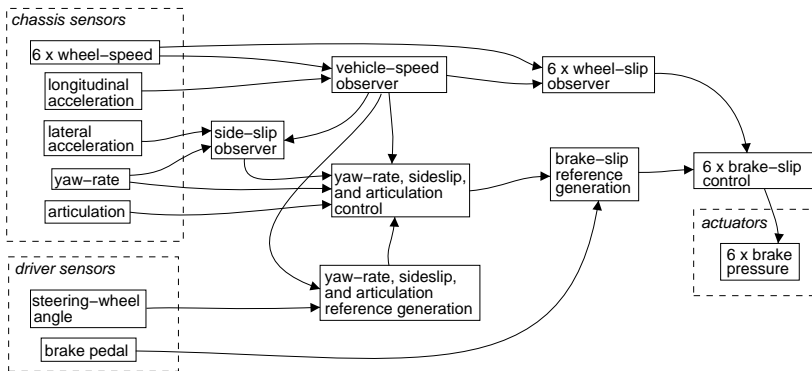 chassis sensors
6 x wheel–speed
longitudinal
acceleration
lateral
acceleration
yaw–rate
articulation
driver sensors
steering–wheel
angle
brake pedal
side–slip
observer
vehicle–speed
observer
yaw–rate, sideslip,
and articulation
control
yaw–rate, sideslip,
and articulation
reference generation
6 x wheel–slip
observer
brake–slip
reference
generation
6 x brake–slip
control
actuators
6 x brake
pressure